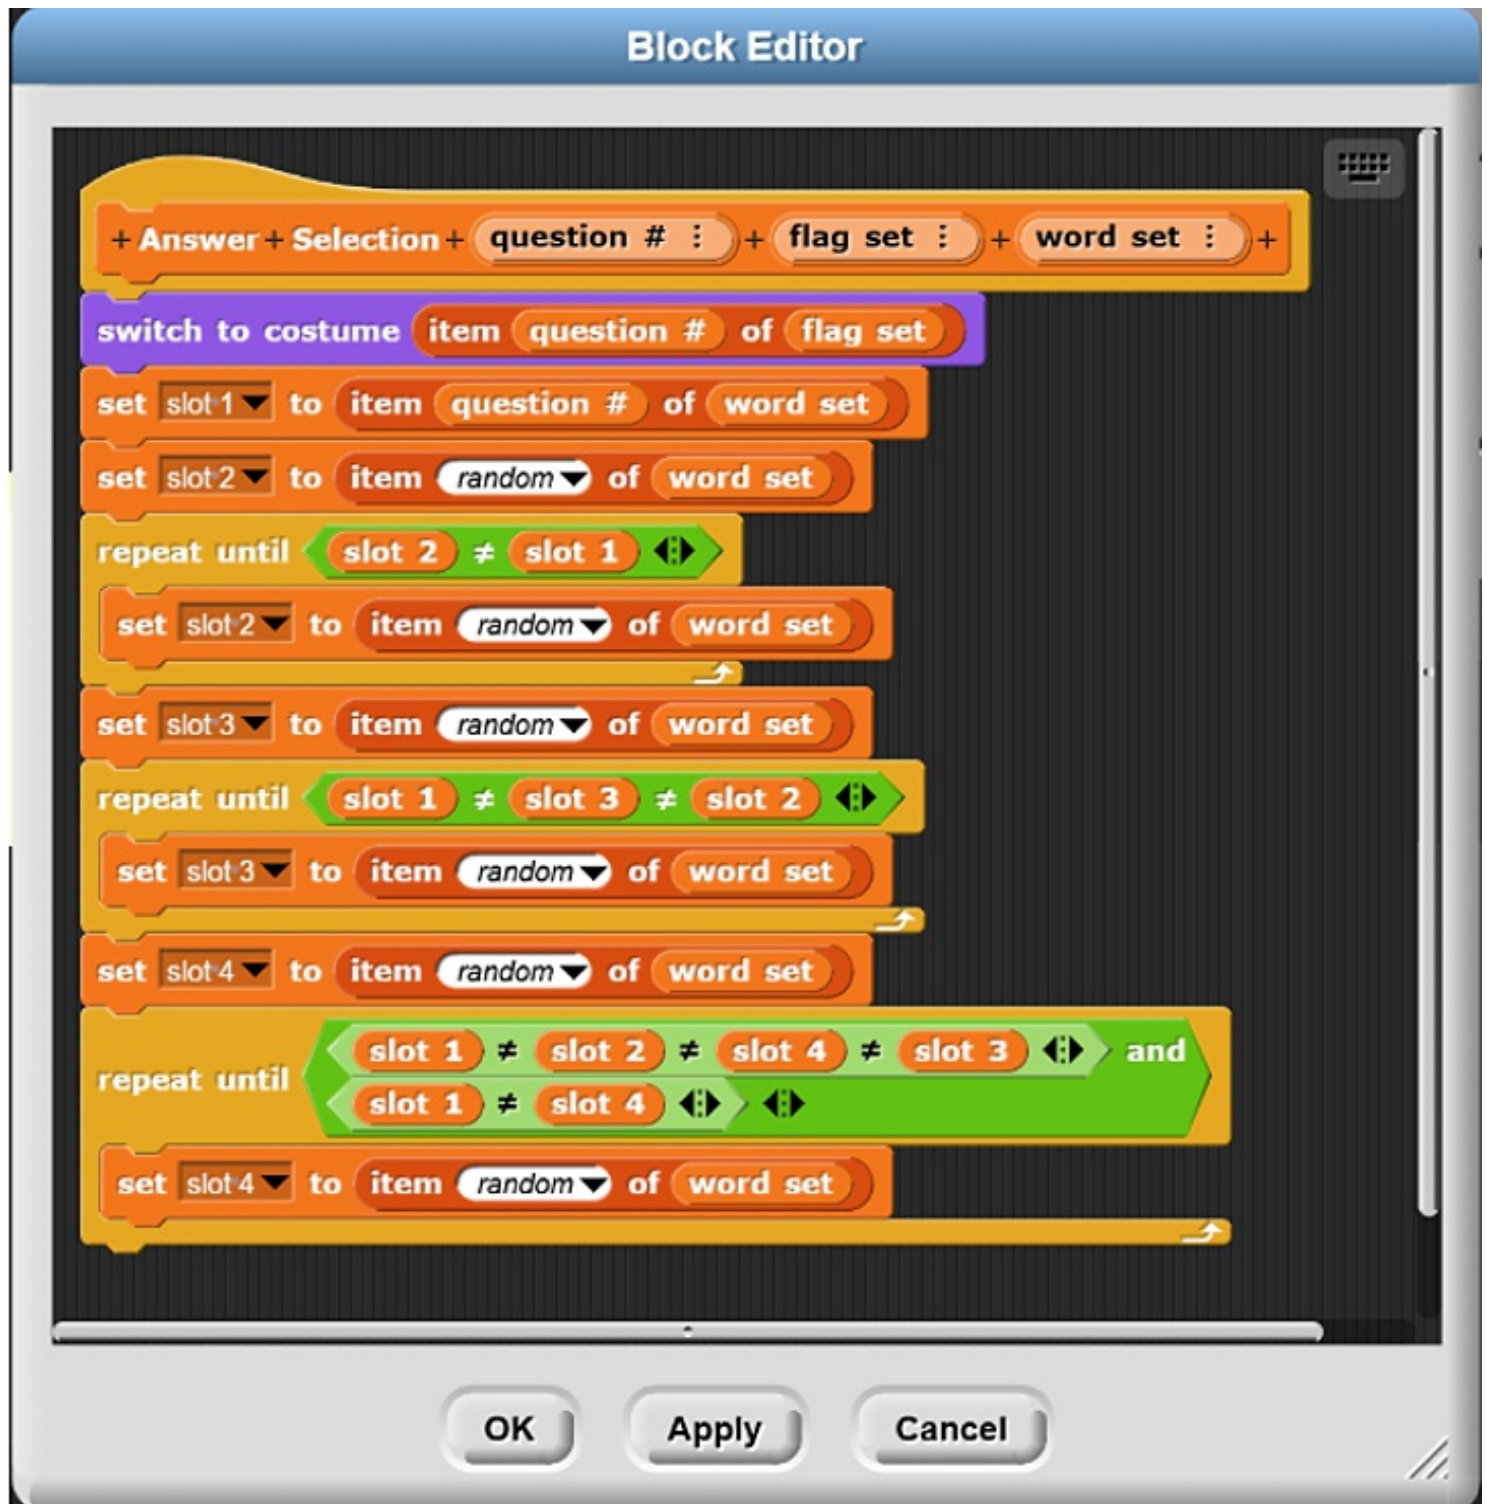 Block Editor
+ Answer + Selection + question # ⋮ + flag set ⋮ + word set ⋮ +
switch to costume item question # of flag set
set slot 1 to item question # of word set
set slot 2 to item random of word set
repeat until slot 2 ≠ slot 1
set slot 2 to item random of word set
set slot 3 to item random of word set
repeat until slot 1 ≠ slot 3 ≠ slot 2
set slot 3 to item random of word set
set slot 4 to item random of word set
slot 1 ≠ slot 2 ≠ slot 4 ≠ slot 3 and
repeat until
slot 1 ≠ slot 4
set slot 4 to item random of word set
OK Apply Cancel